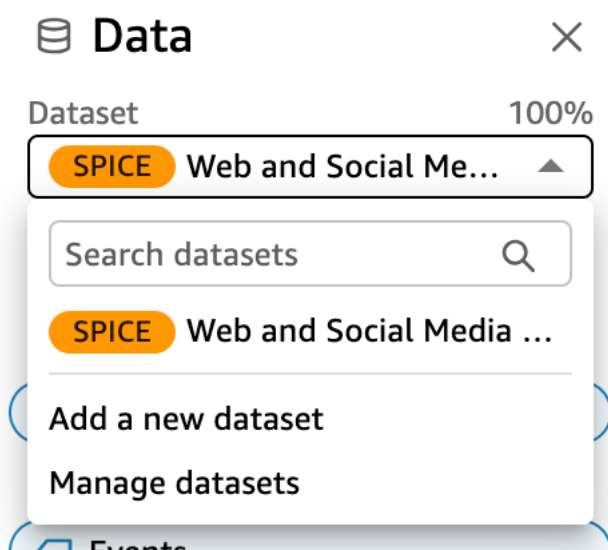 Data
Dataset 100%
SPICE Web and Social Me...
Search datasets
SPICE Web and Social Media ...
Add a new dataset
Manage datasets
Events